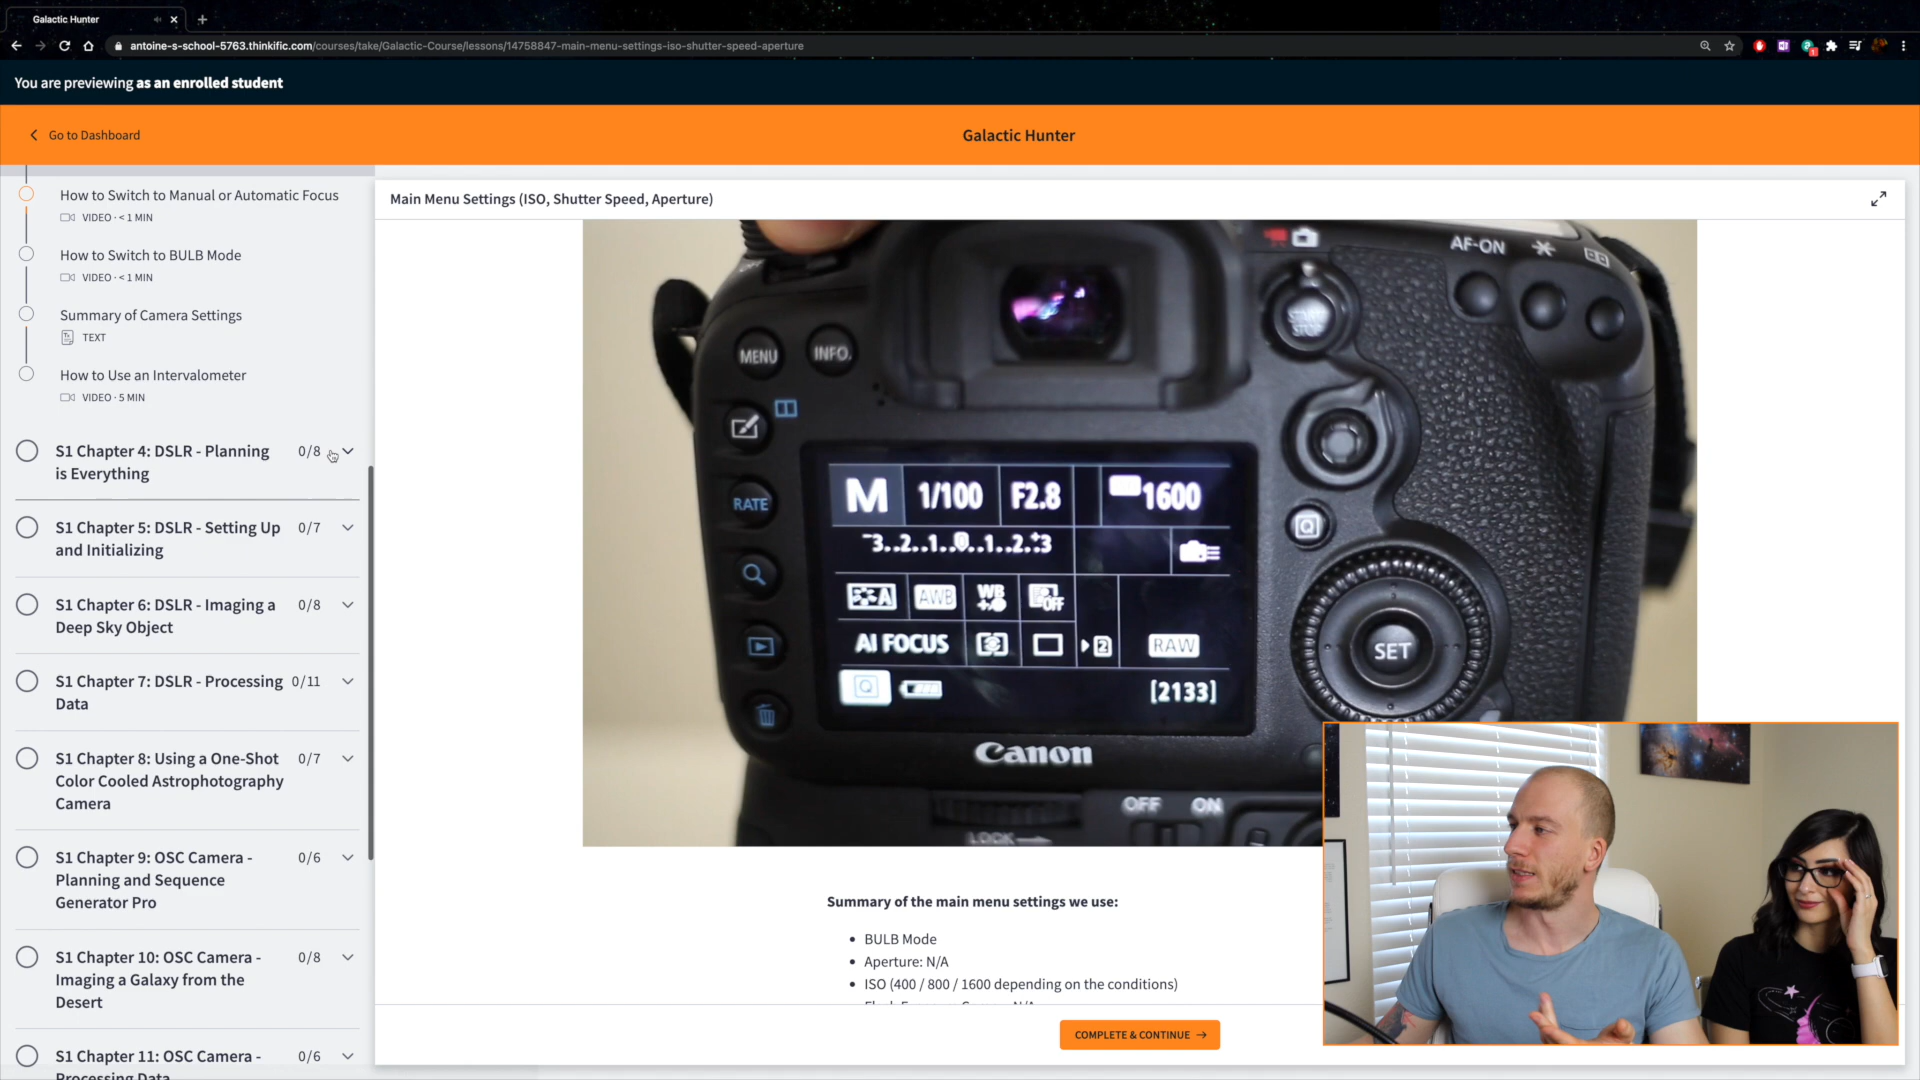 Galactic Hunter
antoine-s-school-5763.thinkific.com/courses/take/Galactic-Course/lessons/14758847-main-menu-settings-iso-shutter-speed-aperture
You are previewing as an enrolled student
Go to Dashboard
Galactic Hunter
How to Switch to Manual or Automatic Focus
VIDEO · < 1 MIN
How to Switch to BULB Mode
VIDEO · < 1 MIN
Summary of Camera Settings
TEXT
How to Use an Intervalometer
VIDEO · 5 MIN
S1 Chapter 4: DSLR - Planning 0/8
is Everything
S1 Chapter 5: DSLR - Setting Up 0/7
and Initializing
S1 Chapter 6: DSLR - Imaging a 0/8
Deep Sky Object
S1 Chapter 7: DSLR - Processing 0/11
Data
S1 Chapter 8: Using a One-Shot 0/7
Color Cooled Astrophotography
Camera
S1 Chapter 9: OSC Camera - 0/6
Planning and Sequence
Generator Pro
S1 Chapter 10: OSC Camera - 0/8
Imaging a Galaxy from the
Desert
S1 Chapter 11: OSC Camera - 0/6
Processing Data
Main Menu Settings (ISO, Shutter Speed, Aperture)
AF-ON
START
STOP
MENU INFO.
RATE
M 1/100 F2.8 1600
-3..2..1..0..1..2..+3
A AWB WB OFF
AI FOCUS 2 RAW
Q [2133]
Q
SET
Canon
OFF ON
LOCK
Summary of the main menu settings we use:
• BULB Mode
• Aperture: N/A
• ISO (400 / 800 / 1600 depending on the conditions)
COMPLETE & CONTINUE →